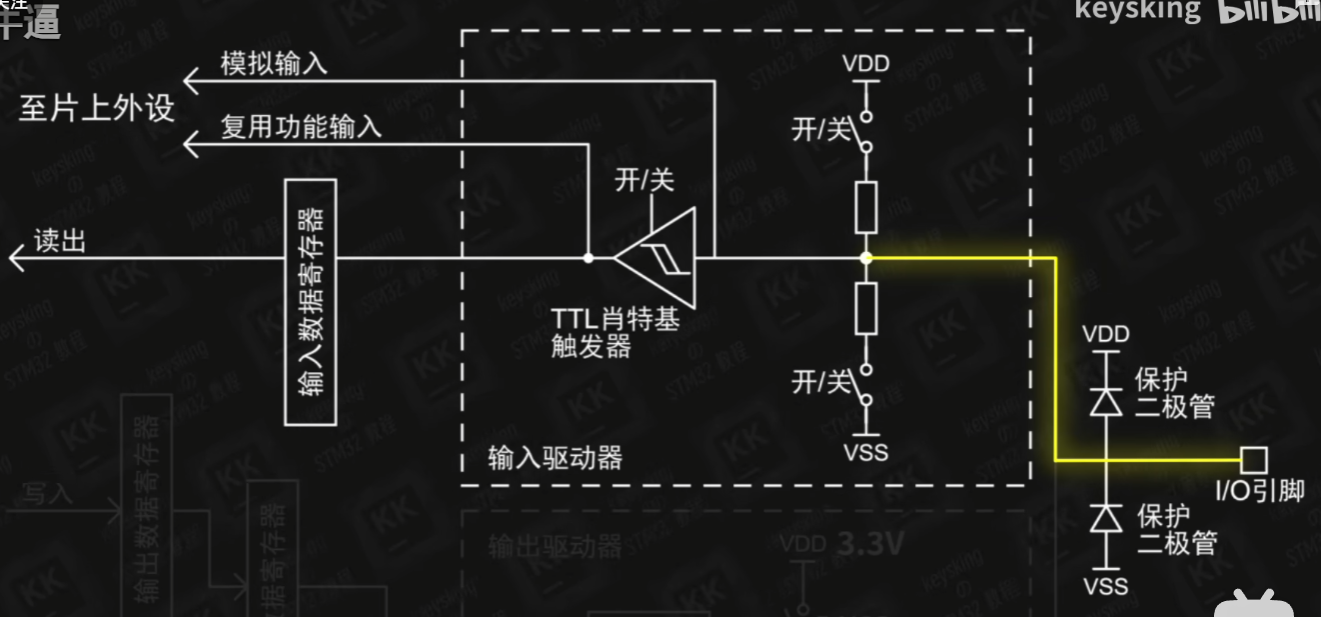 关注
牛逼
keysking bilibili
模拟输入
至片上外设
复用功能输入
读出
输入数据寄存器
开/关
TTL肖特基
触发器
VDD
开/关
开/关
VSS
输入驱动器
VDD
保护
二极管
I/O引脚
保护
二极管
VSS
写入
输出数据寄存器
数据寄存器
输出驱动器
VDD 3.3V